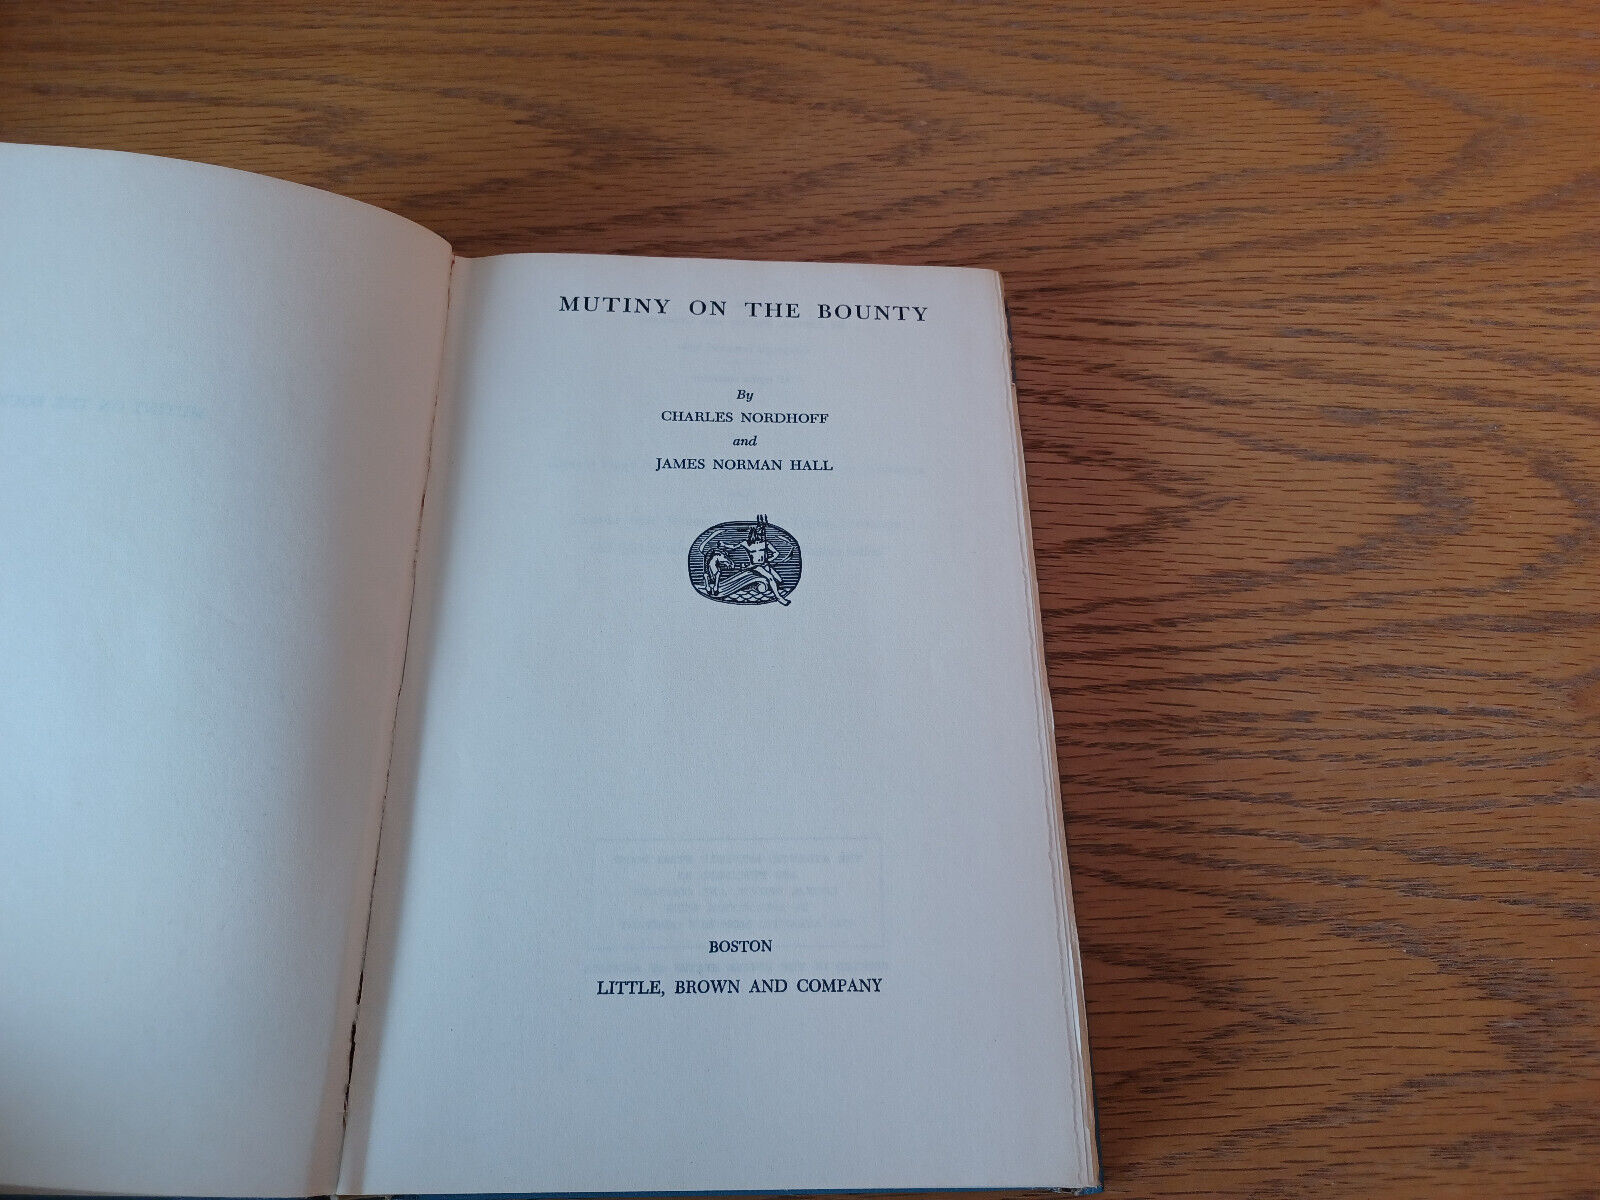 MUTINY ON THE BOUNTY
By
CHARLES NORDHOFF
and
JAMES NORMAN HALL
BOSTON
LITTLE, BROWN AND COMPANY